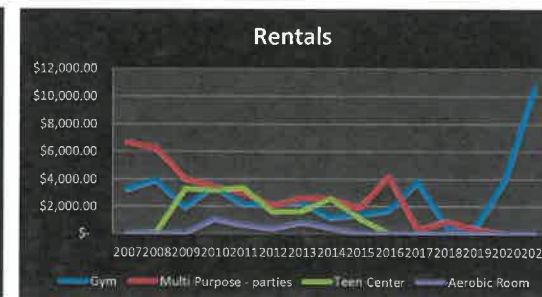 Rentals
$12,000.00
$10,000.00
$8,000.00
$6,000.00
$4,000.00
$2,000.00
$-
2007 2008 2009 2010 2011 2012 2013 2014 2015 2016 2017 2018 2019 2020 202
Gym Multi Purpose - parties Teen Center Aerobic Room